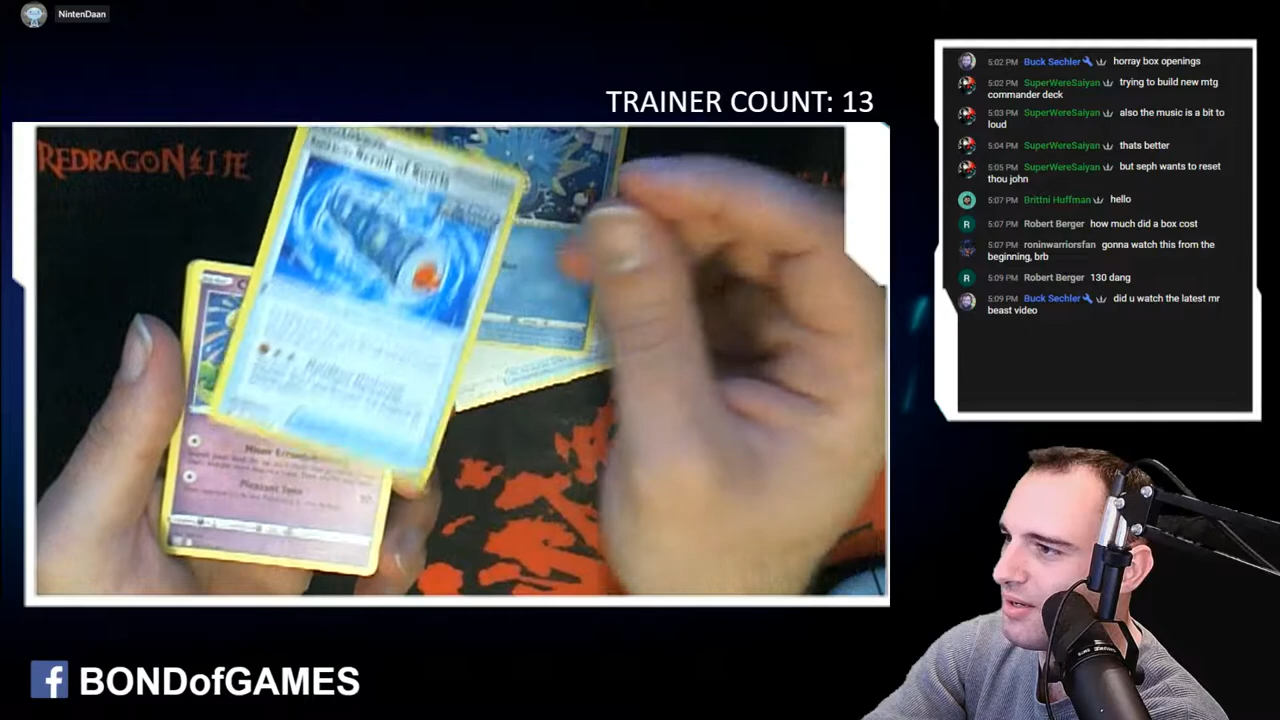 NintenDaan
TRAINER COUNT: 13
REDRAGON
Scroll of
BONDofGAMES
5:02 PM Buck Sechler horray box openings
5:02 PM SuperWereSaiyan trying to build new mtg
commander deck
5:03 PM SuperWereSaiyan also the music is a bit to
loud
5:04 PM SuperWereSaiyan thats better
5:05 PM SuperWereSaiyan but seph wants to reset
thou john
5:07 PM Brittni Huffman hello
R 5:07 PM Robert Berger how much did a box cost
5:07 PM roninwarriorsfan gonna watch this from the
beginning, brb
R 5:09 PM Robert Berger 130 dang
5:09 PM Buck Sechler did u watch the latest mr
beast video